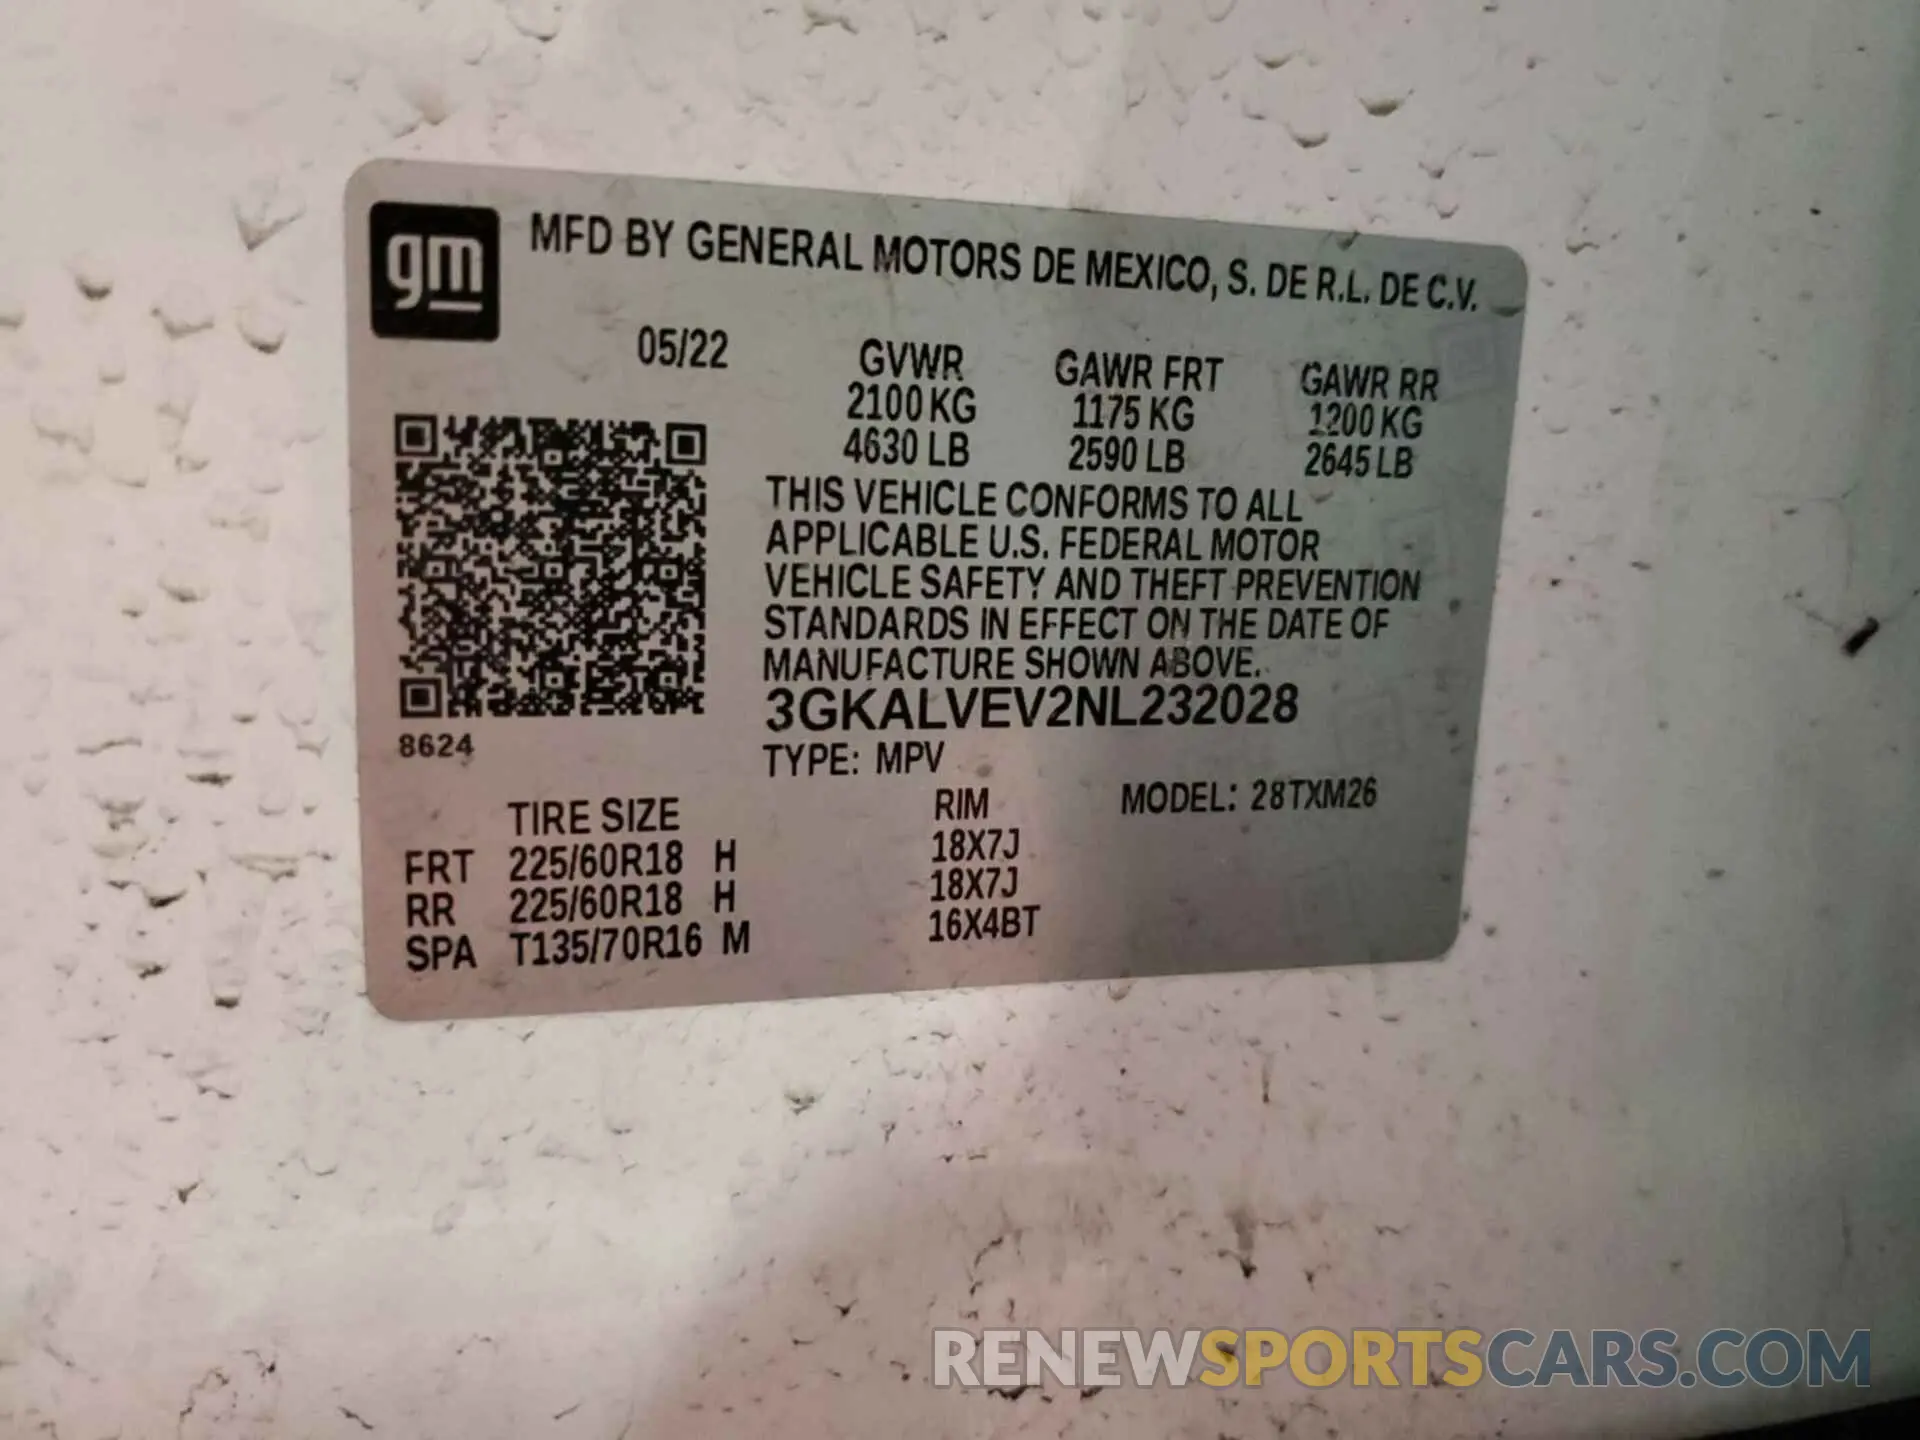 gm
MFD BY GENERAL MOTORS DE MEXICO, S. DE R.L. DE C.V.
05/22 GVWR GAWR FRT GAWR RR
2100 KG 1175 KG 1200 KG
4630 LB 2590 LB 2645 LB
THIS VEHICLE CONFORMS TO ALL
APPLICABLE U.S. FEDERAL MOTOR
VEHICLE SAFETY AND THEFT PREVENTION
STANDARDS IN EFFECT ON THE DATE OF
MANUFACTURE SHOWN ABOVE.
3GKALVEV2NL232028
8624
TYPE: MPV
TIRE SIZE RIM MODEL: 28TXM26
FRT 225/60R18 H 18X7J
RR 225/60R18 H 18X7J
SPA T135/70R16 M 16X4BT
RENEWSPORTSCARS.COM